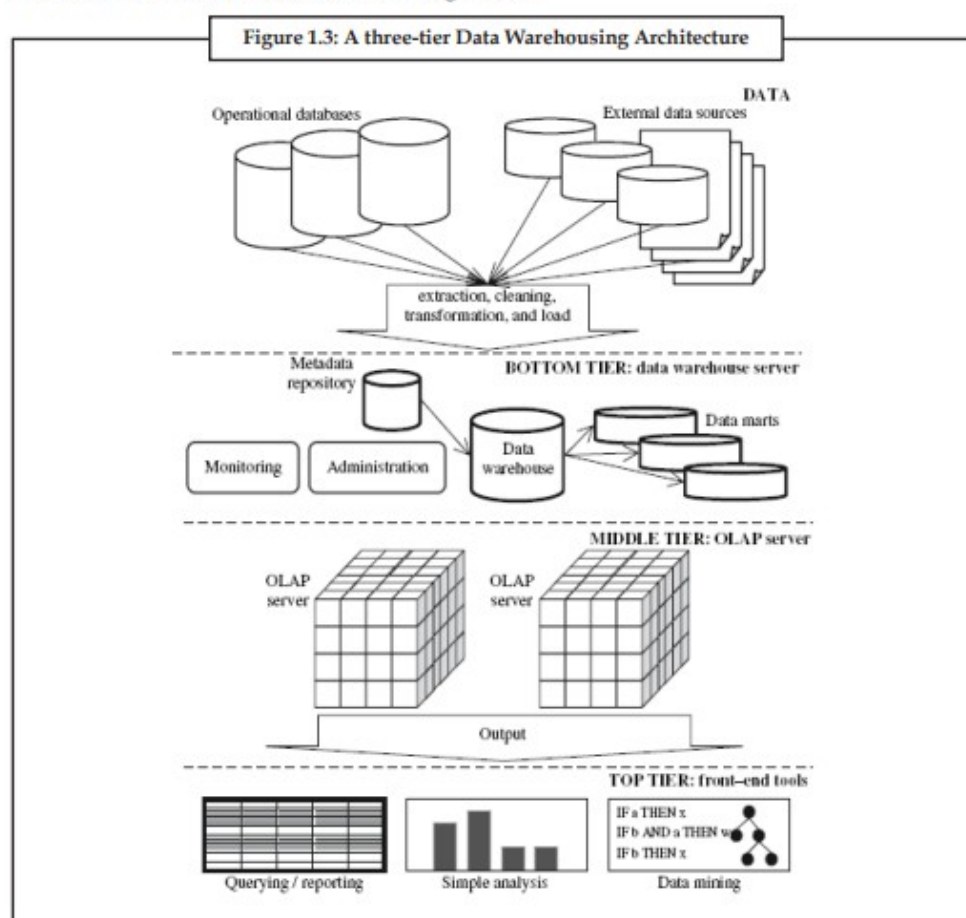 Figure 1.3: A three-tier Data Warehousing Architecture
DATA
Operational databases
External data sources
extraction, cleaning,
transformation, and load
BOTTOM TIER: data warehouse server
Metadata
repository
Data marts
Monitoring
Administration
Data
warehouse
MIDDLE TIER: OLAP server
OLAP
server
OLAP
server
Output
TOP TIER: front-end tools
IF a THEN x
IF b AND a THEN w
IF b THEN x
Querying / reporting
Simple analysis
Data mining